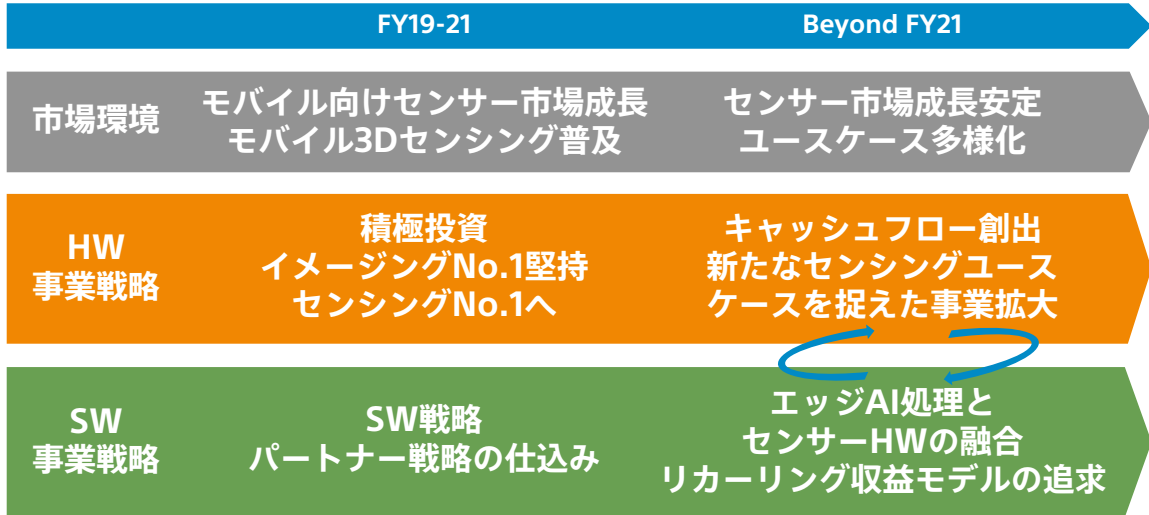 FY19-21
Beyond FY21
市場環境
モバイル向けセンサー市場成長
モバイル3Dセンシング普及
センサー市場成長安定
ユースケース多様化
HW
事業戦略
積極投資
イメージングNo.1堅持
センシングNo.1へ
キャッシュフロー創出
新たなセンシングユース
ケースを捉えた事業拡大
SW
事業戦略
SW戦略
パートナー戦略の仕込み
エッジAI処理と
センサーHWの融合
リカーリング収益モデルの追求